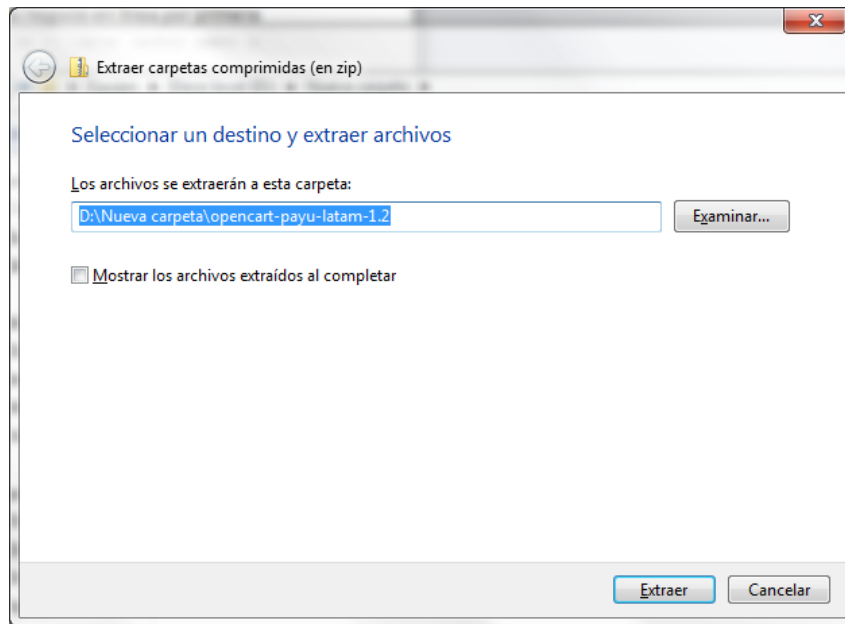 Extraer carpetas comprimidas (en zip)
Seleccionar un destino y extraer archivos
Los archivos se extraerán a esta carpeta:
D:\Nueva carpeta\opencart-payu-latam-1.2
Examinar...
Mostrar los archivos extraídos al completar
Extraer
Cancelar